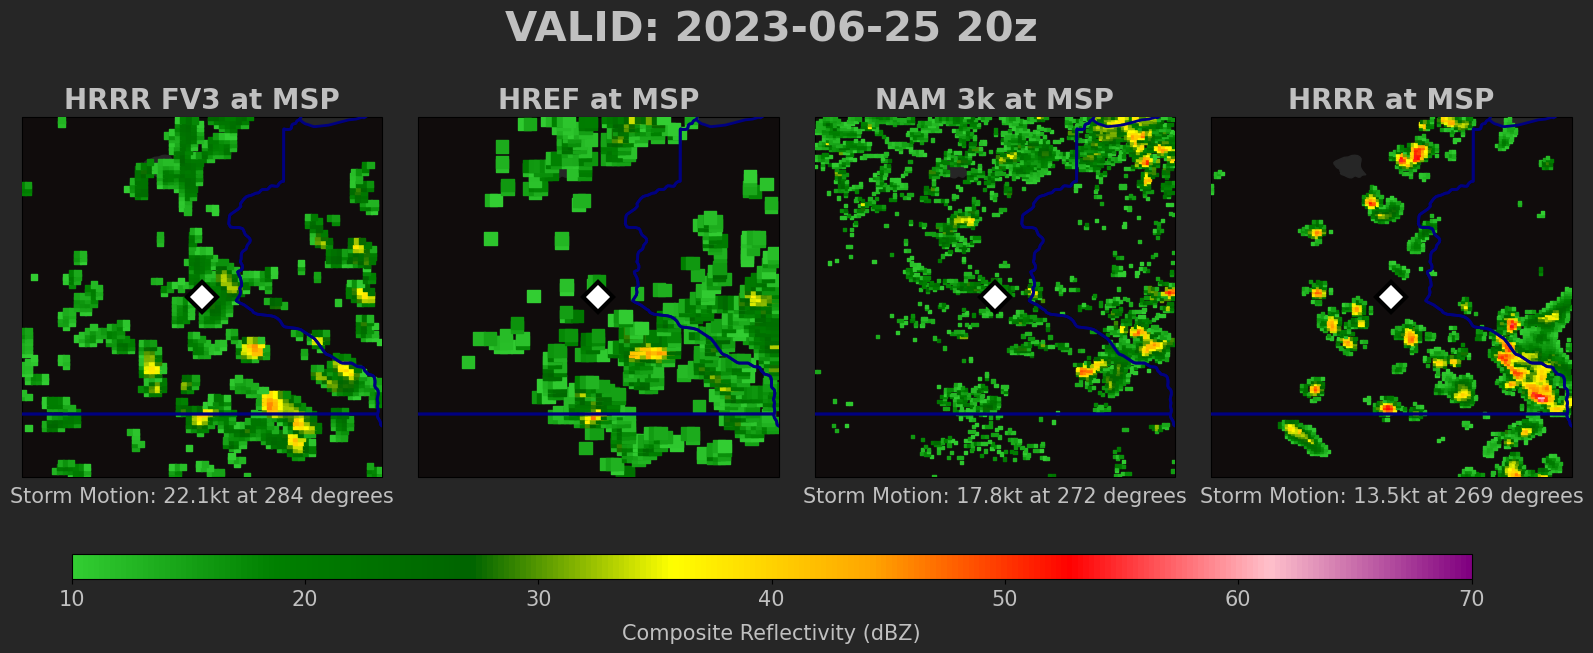 VALID: 2023-06-25 20z
HRRR FV3 at MSP
HREF at MSP
NAM 3k at MSP
HRRR at MSP
Storm Motion: 22.1kt at 284 degrees
Storm Motion: 17.8kt at 272 degrees
Storm Motion: 13.5kt at 269 degrees
10 20 30 40 50 60 70
Composite Reflectivity (dBZ)